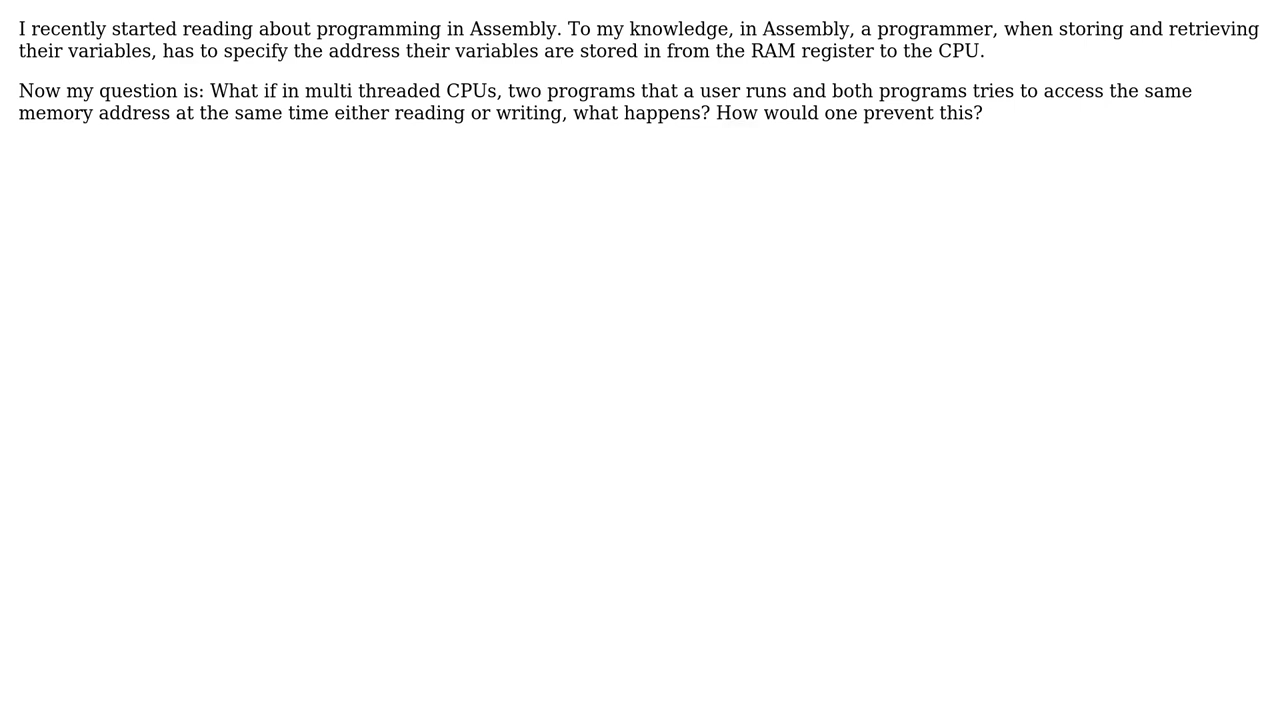 I recently started reading about programming in Assembly. To my knowledge, in Assembly, a programmer, when storing and retrieving
their variables, has to specify the address their variables are stored in from the RAM register to the CPU.
Now my question is: What if in multi threaded CPUs, two programs that a user runs and both programs tries to access the same
memory address at the same time either reading or writing, what happens? How would one prevent this?